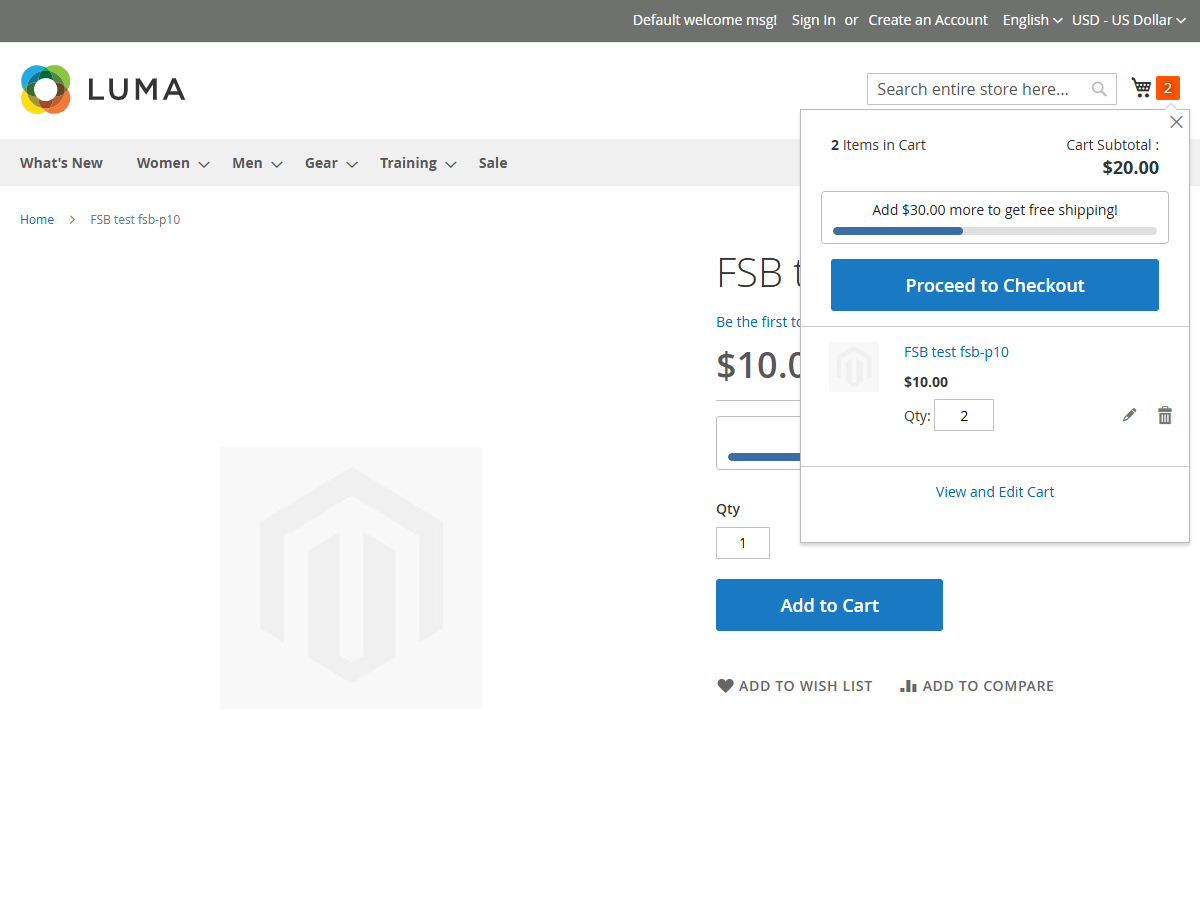 Default welcome msg! Sign In or Create an Account English USD - US Dollar
LUMA
Search entire store here...
2
What's New Women Men Gear Training Sale
2 Items in Cart
Cart Subtotal :
$20.00
Add $30.00 more to get free shipping!
Proceed to Checkout
FSB test fsb-p10
$10.00
Qty: 2
View and Edit Cart
Home FSB test fsb-p10
FSB
Be the first
$10.0
Qty
1
Add to Cart
ADD TO WISH LIST ADD TO COMPARE